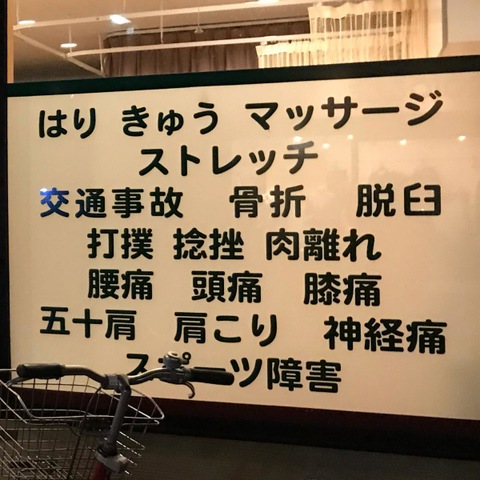 はり きゅう マッサージ
ストレッチ
交通事故 骨折 脱臼
打撲 捻挫 肉離れ
腰痛 頭痛 膝痛
五十肩 肩こり 神経痛
スポーツ障害